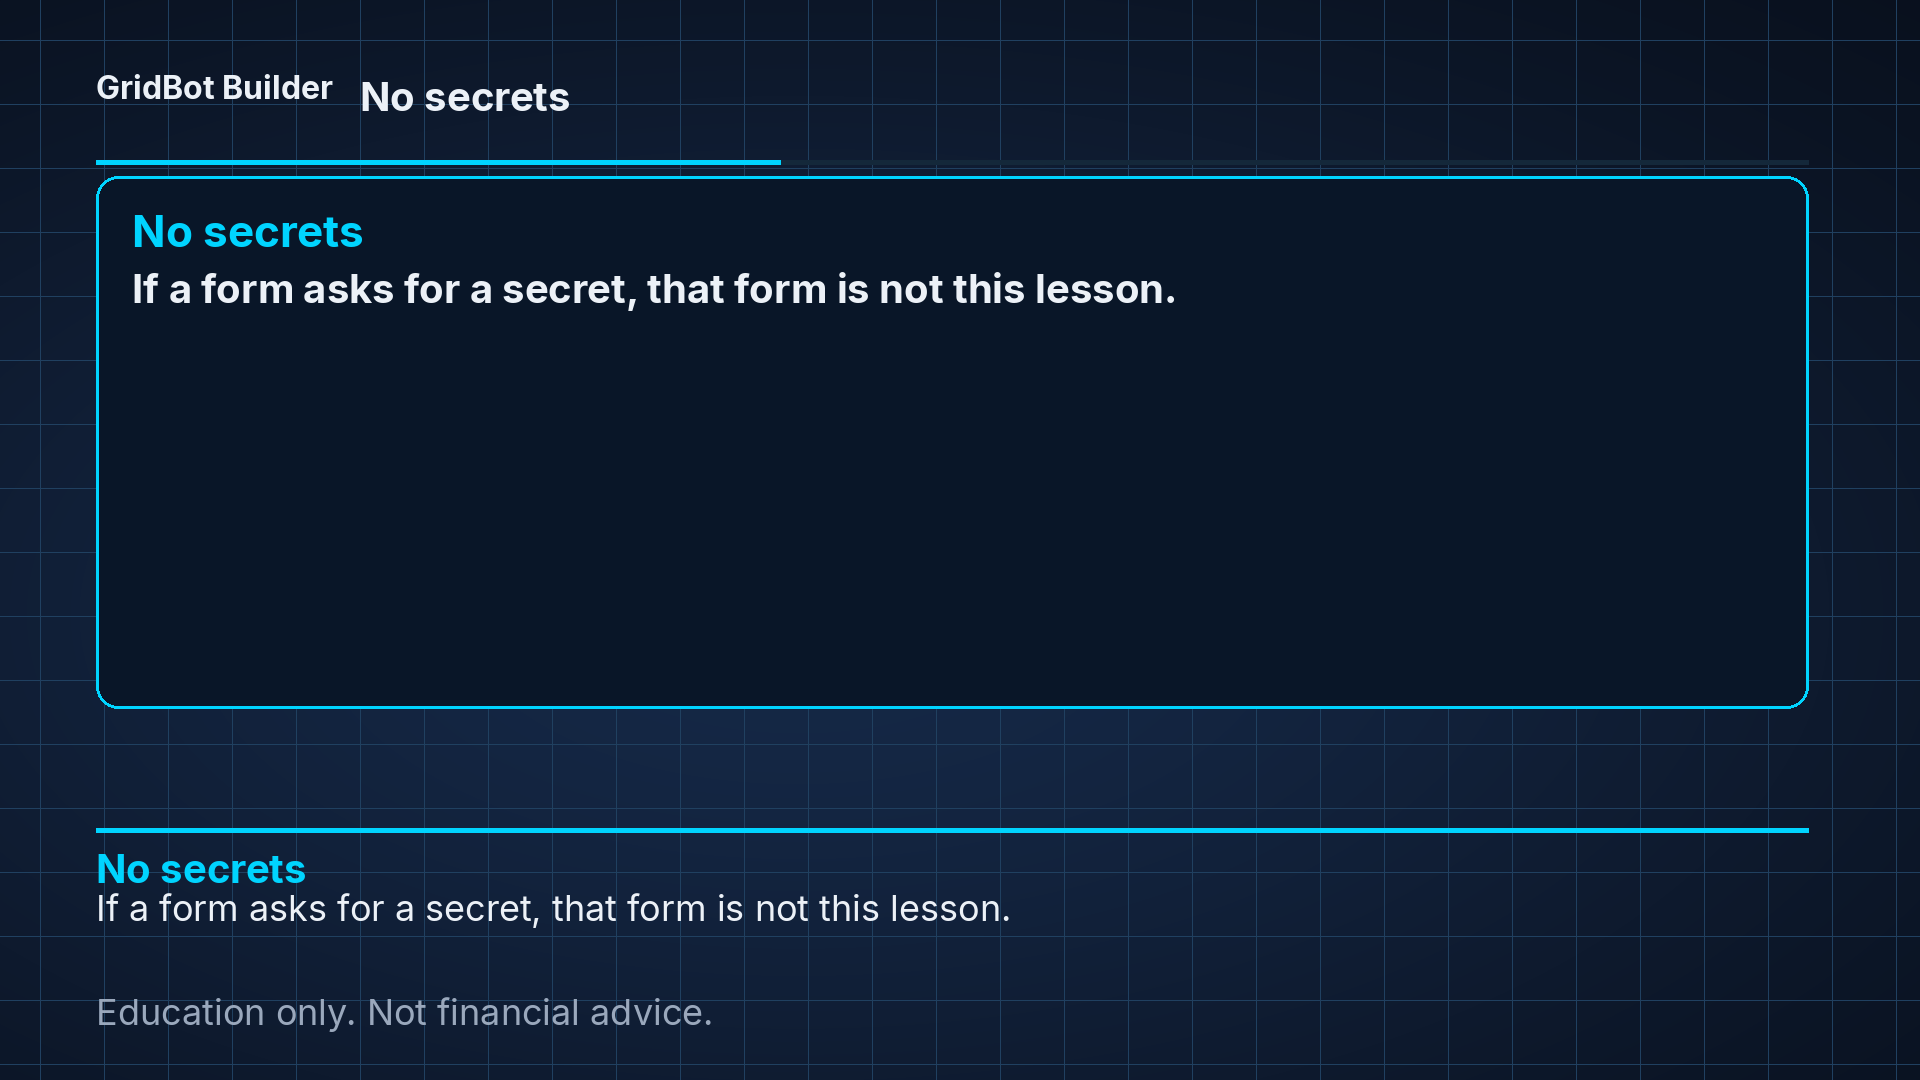 GridBot Builder
No secrets
No secrets
If a form asks for a secret, that form is not this lesson.
No secrets
If a form asks for a secret, that form is not this lesson.
Education only. Not financial advice.